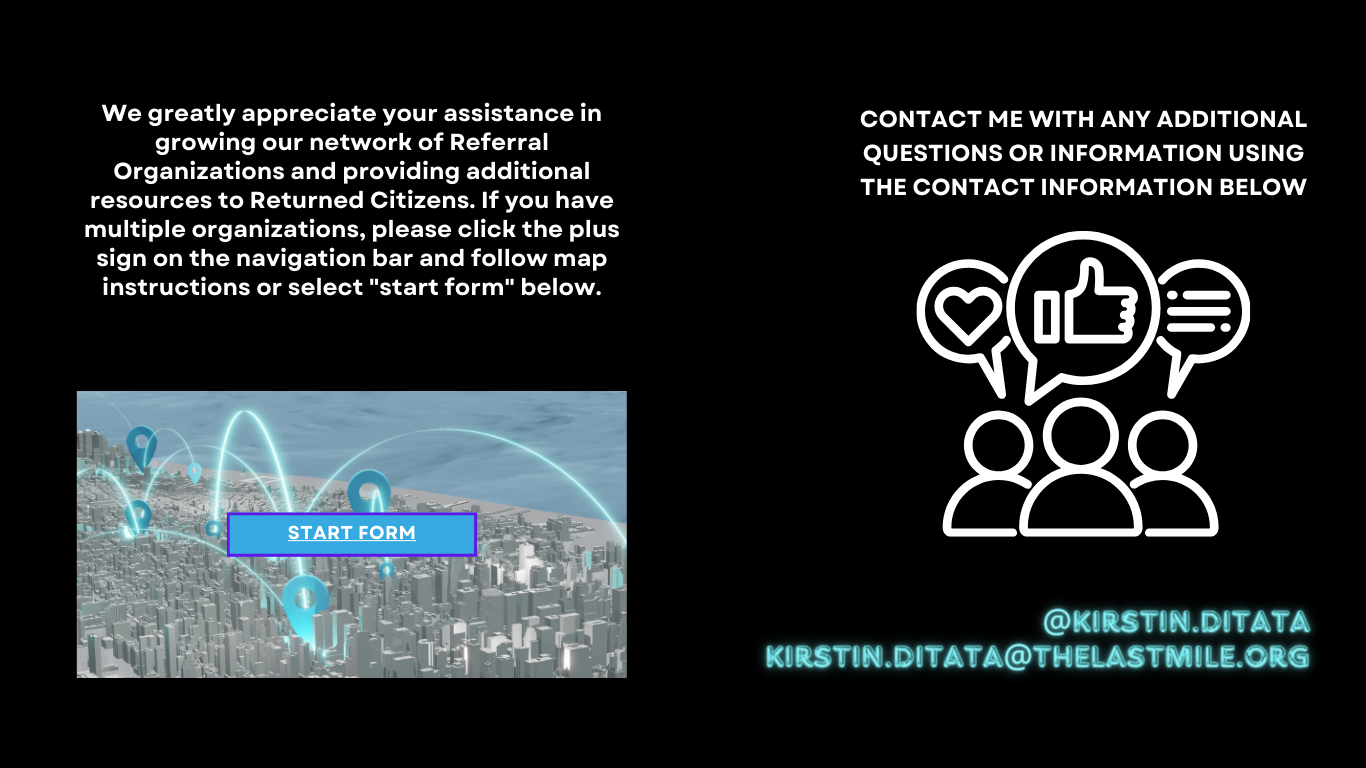 We greatly appreciate your assistance in
growing our network of Referral
Organizations and providing additional
resources to Returned Citizens. If you have
multiple organizations, please click the plus
sign on the navigation bar and follow map
instructions or select "start form" below.
START FORM
CONTACT ME WITH ANY ADDITIONAL
QUESTIONS OR INFORMATION USING
THE CONTACT INFORMATION BELOW
@KIRSTIN.DITATA
KIRSTIN.DITATA@THELASTMILE.ORG